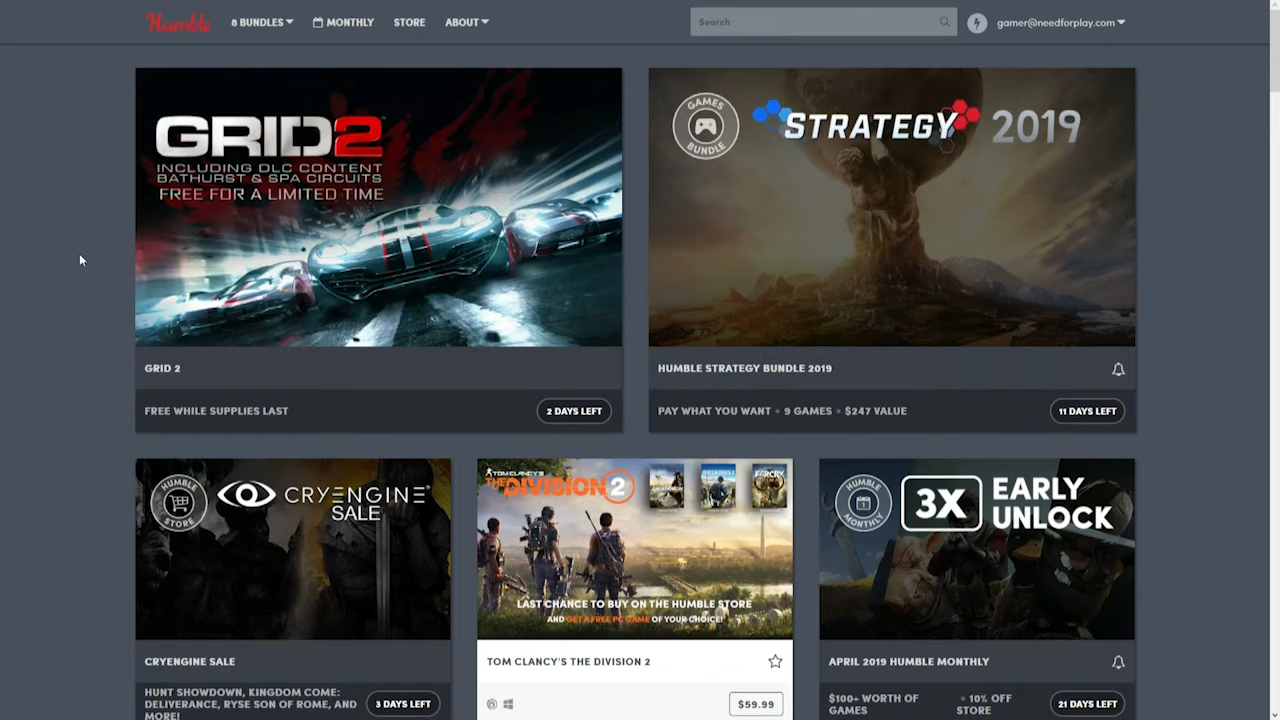 Humble
8 BUNDLES
MONTHLY
STORE
ABOUT
Search
gamer@needforplay.com
GRID2
INCLUDING DLC CONTENT
BATHURST & SPA CIRCUITS
FREE FOR A LIMITED TIME
GRID 2
FREE WHILE SUPPLIES LAST
2 DAYS LEFT
GAMES
BUNDLE
STRATEGY 2019
HUMBLE STRATEGY BUNDLE 2019
PAY WHAT YOU WANT • 9 GAMES • $247 VALUE
11 DAYS LEFT
HUMBLE
STORE
CRYENGINE®
SALE
CRYENGINE SALE
HUNT SHOWDOWN, KINGDOM COME:
DELIVERANCE, RYSE SON OF ROME, AND
MORE!
3 DAYS LEFT
TOM CLANCY'S
THE DIVISION 2
WATCH DOGS 2
FARCRY
LAST CHANCE TO BUY ON THE HUMBLE STORE
AND GET A FREE PC GAME OF YOUR CHOICE!
TOM CLANCY'S THE DIVISION 2
$59.99
HUMBLE
MONTHLY
3X
EARLY
UNLOCK
APRIL 2019 HUMBLE MONTHLY
$100+ WORTH OF
GAMES
• 10% OFF
STORE
21 DAYS LEFT